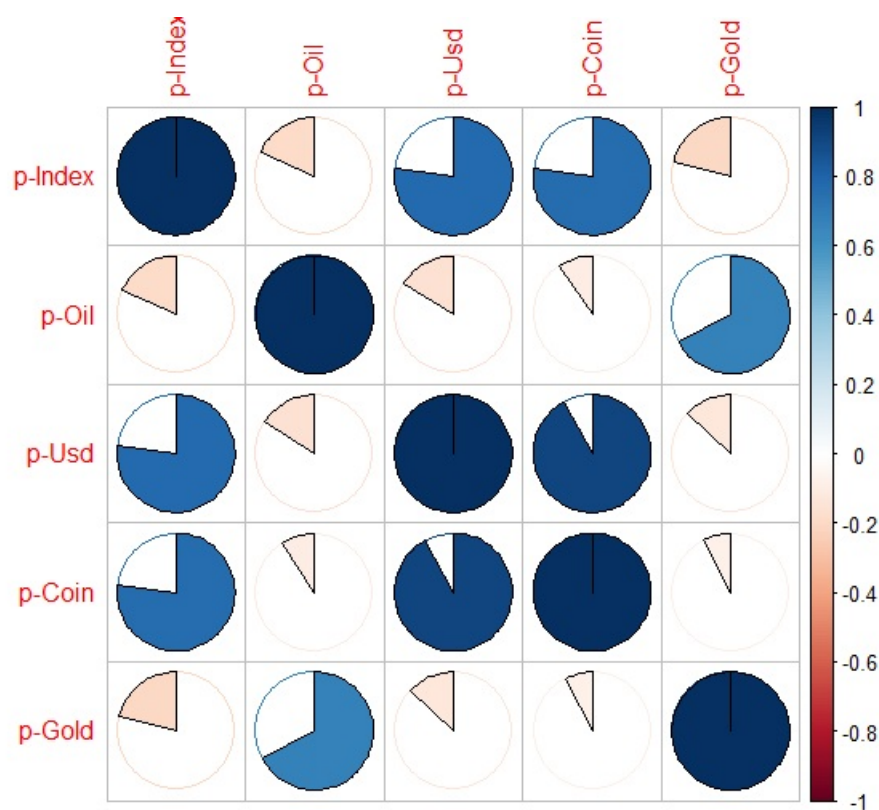 p-Index
p-Oil
p-Usd
p-Coin
p-Gold
p-Index
p-Oil
p-Usd
p-Coin
p-Gold
1
0.8
0.6
0.4
0.2
0
-0.2
-0.4
-0.6
-0.8
-1